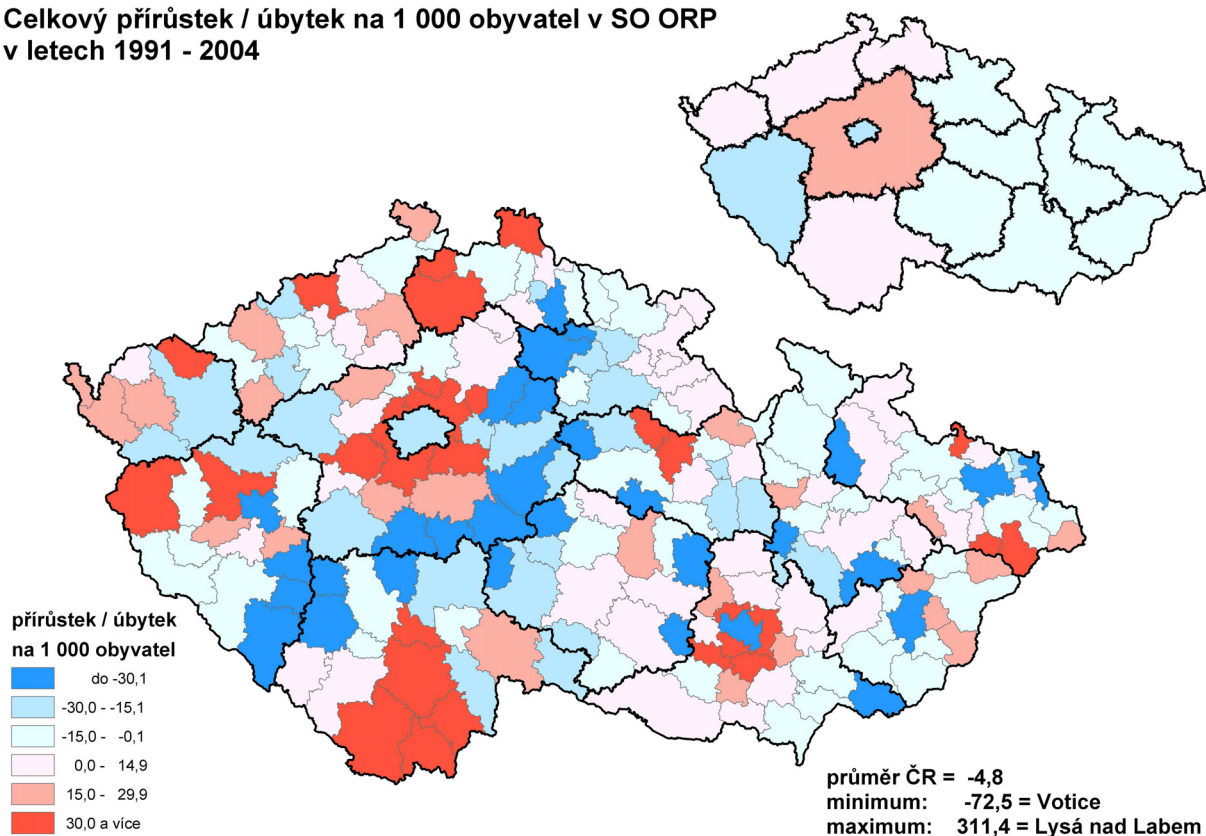 Celkový přírůstek / úbytek na 1 000 obyvatel v SO ORP
v letech 1991 - 2004
přírůstek / úbytek
na 1 000 obyvatel
do -30,1
-30,0 - -15,1
-15,0 - -0,1
0,0 - 14,9
15,0 - 29,9
30,0 a více
průměr ČR = -4,8
minimum: -72,5 = Votice
maximum: 311,4 = Lysá nad Labem